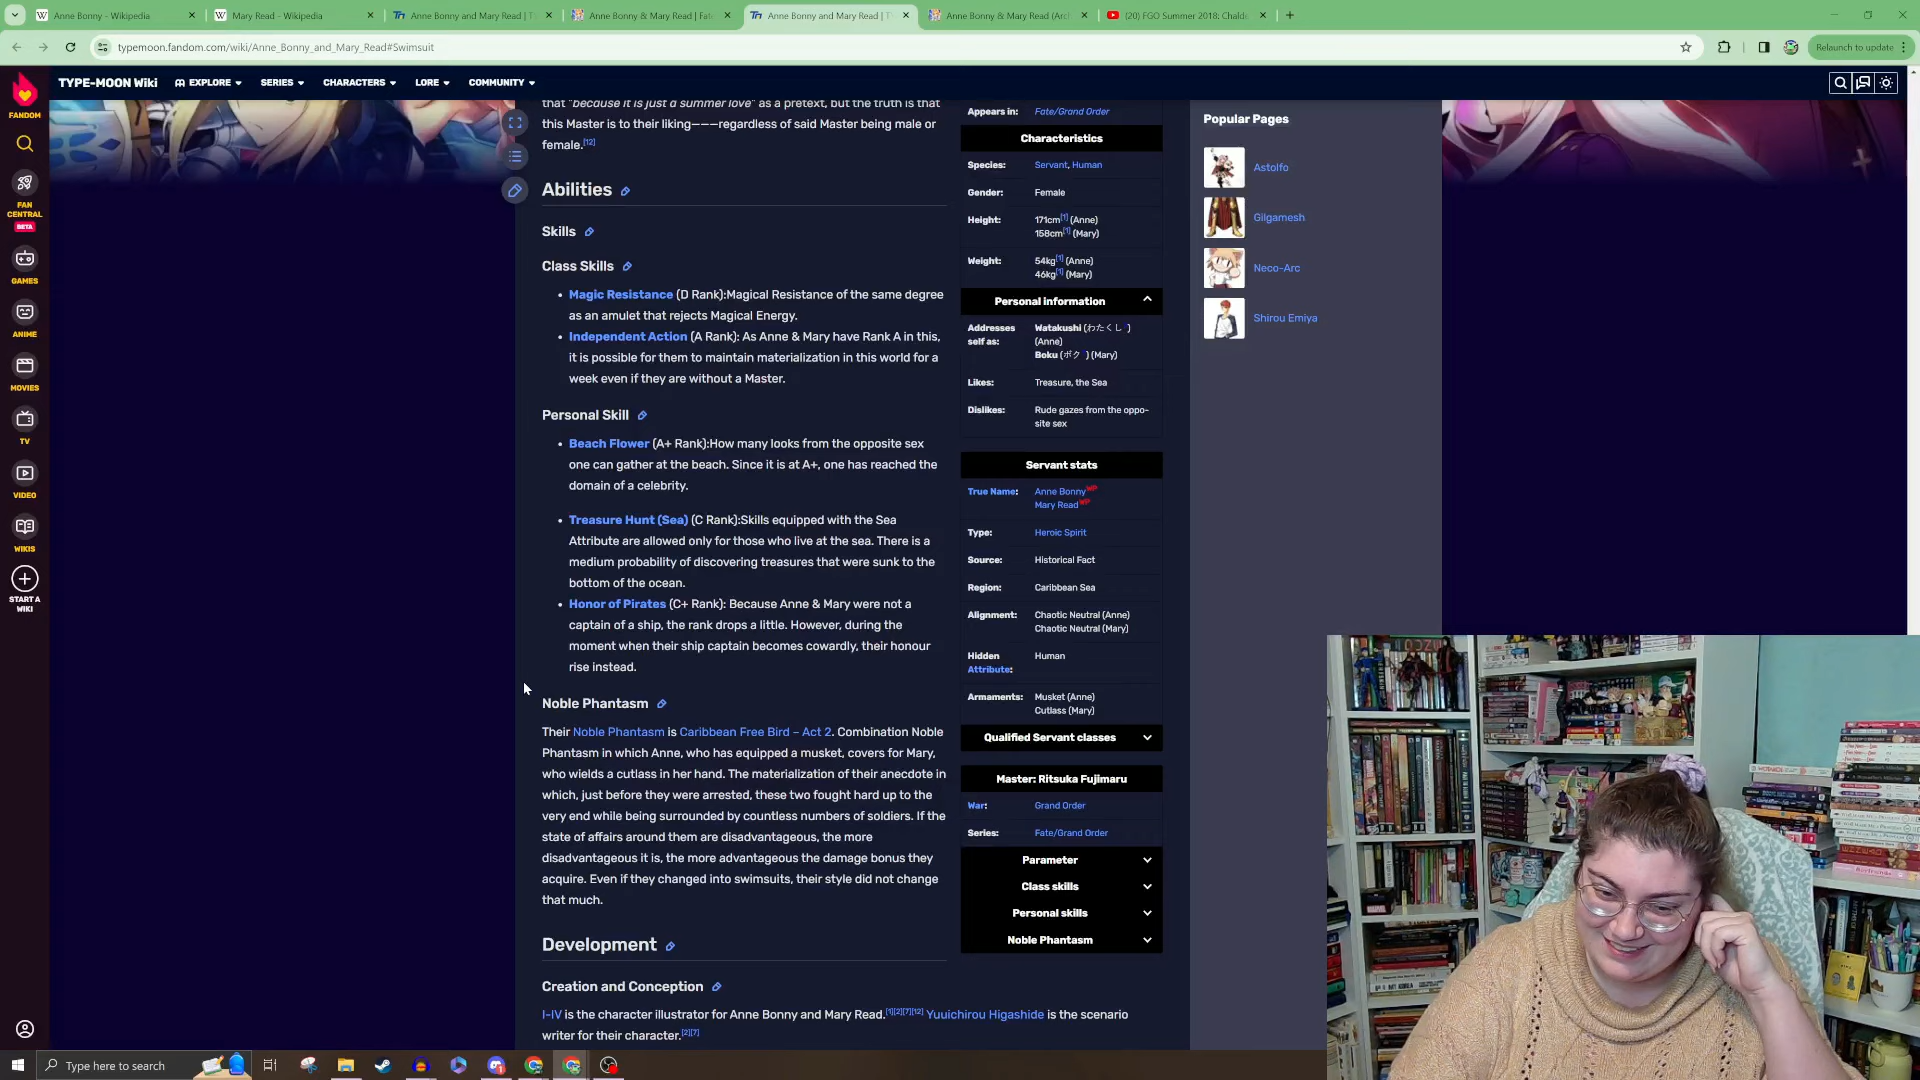 Anne Bonny - Wikipedia
Mary Read - Wikipedia
Anne Bonny and Mary Read | T
Anne Bonny & Mary Read | Fat
Anne Bonny and Mary Read | T
Anne Bonny & Mary Read (Arc
(20) FGO Summer 2018: Chald
typemoon.fandom.com/wiki/Anne_Bonny_and_Mary_Read#Swimsuit
Relaunch to update
FANDOM
FAN CENTRAL
BETA
GAMES
ANIME
MOVIES
TV
VIDEO
WIKIS
START A WIKI
TYPE-MOON Wiki
EXPLORE
SERIES
CHARACTERS
LORE
COMMUNITY
that "because it is just a summer love" as a pretext, but the truth is that
this Master is to their liking———regardless of said Master being male or
female.[12]
Abilities
Skills
Class Skills
• Magic Resistance (D Rank):Magical Resistance of the same degree
as an amulet that rejects Magical Energy.
• Independent Action (A Rank): As Anne & Mary have Rank A in this,
it is possible for them to maintain materialization in this world for a
week even if they are without a Master.
Personal Skill
• Beach Flower (A+ Rank):How many looks from the opposite sex
one can gather at the beach. Since it is at A+, one has reached the
domain of a celebrity.
• Treasure Hunt (Sea) (C Rank):Skills equipped with the Sea
Attribute are allowed only for those who live at the sea. There is a
medium probability of discovering treasures that were sunk to the
bottom of the ocean.
• Honor of Pirates (C+ Rank): Because Anne & Mary were not a
captain of a ship, the rank drops a little. However, during the
moment when their ship captain becomes cowardly, their honour
rise instead.
Noble Phantasm
Their Noble Phantasm is Caribbean Free Bird – Act 2. Combination Noble
Phantasm in which Anne, who has equipped a musket, covers for Mary,
who wields a cutlass in her hand. The materialization of their anecdote in
which, just before they were arrested, these two fought hard up to the
very end while being surrounded by countless numbers of soldiers. If the
state of affairs around them are disadvantageous, the more
disadvantageous it is, the more advantageous the damage bonus they
acquire. Even if they changed into swimsuits, their style did not change
that much.
Development
Creation and Conception
I-IV is the character illustrator for Anne Bonny and Mary Read.[1][2][7][12] Yuuichirou Higashide is the scenario
writer for their character.[2][7]
Appears in: Fate/Grand Order
Characteristics
Species: Servant, Human
Gender: Female
Height: 171cm[1] (Anne)
158cm[1] (Mary)
Weight: 54kg[1] (Anne)
46kg[1] (Mary)
Personal information
Addresses self as: Watakushi (わたくし?)
(Anne)
Boku (ボク?) (Mary)
Likes: Treasure, the Sea
Dislikes: Rude gazes from the oppo-
site sex
Servant stats
True Name: Anne Bonny WP
Mary Read WP
Type: Heroic Spirit
Source: Historical Fact
Region: Caribbean Sea
Alignment: Chaotic Neutral (Anne)
Chaotic Neutral (Mary)
Hidden Attribute: Human
Armaments: Musket (Anne)
Cutlass (Mary)
Qualified Servant classes
Master: Ritsuka Fujimaru
War: Grand Order
Series: Fate/Grand Order
Parameter
Class skills
Personal skills
Noble Phantasm
Popular Pages
Astolfo
Gilgamesh
Neco-Arc
Shirou Emiya
Type here to search